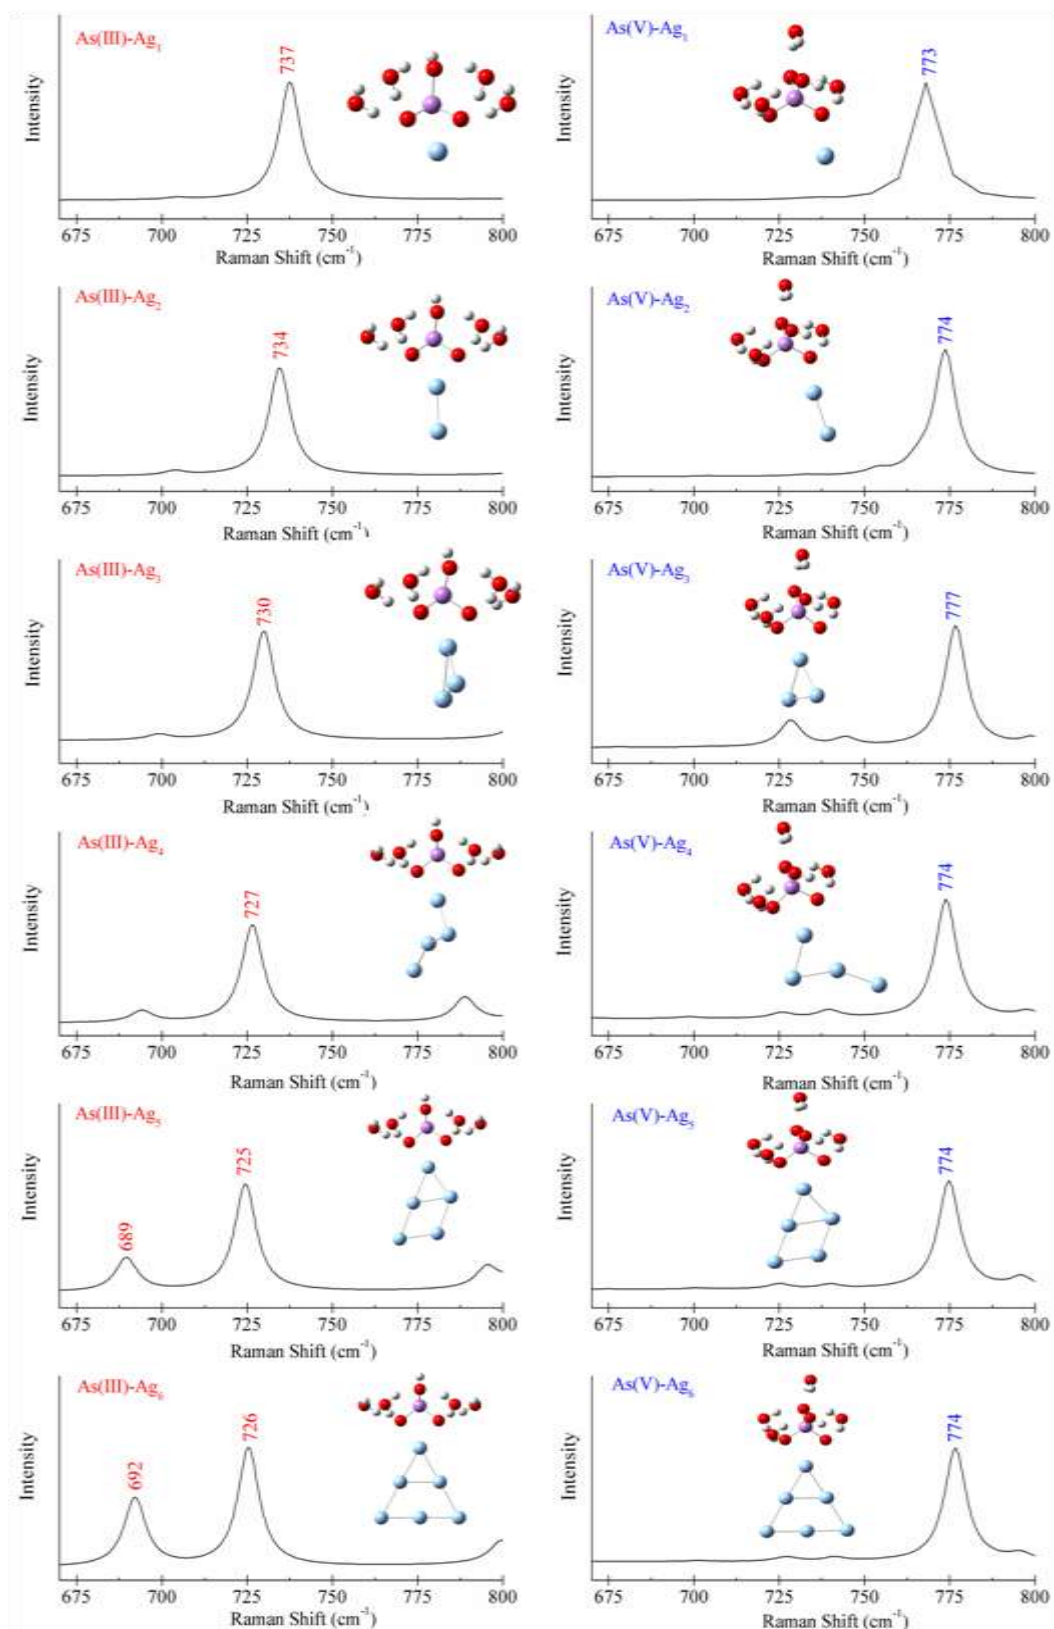 As(III)-Ag₁
737
Intensity
675 700 725 750 775 800
Raman Shift (cm⁻¹)
As(V)-Ag₁
773
Intensity
675 700 725 750 775 800
Raman Shift (cm⁻¹)
As(III)-Ag₂
734
Intensity
675 700 725 750 775 800
Raman Shift (cm⁻¹)
As(V)-Ag₂
774
Intensity
675 700 725 750 775 800
Raman Shift (cm⁻¹)
As(III)-Ag₃
730
Intensity
675 700 725 750 775 800
Raman Shift (cm⁻¹)
As(V)-Ag₃
777
Intensity
675 700 725 750 775 800
Raman Shift (cm⁻¹)
As(III)-Ag₄
727
Intensity
675 700 725 750 775 800
Raman Shift (cm⁻¹)
As(V)-Ag₄
774
Intensity
675 700 725 750 775 800
Raman Shift (cm⁻¹)
As(III)-Ag₅
689
725
Intensity
675 700 725 750 775 800
Raman Shift (cm⁻¹)
As(V)-Ag₅
774
Intensity
675 700 725 750 775 800
Raman Shift (cm⁻¹)
As(III)-Ag₆
692
726
Intensity
675 700 725 750 775 800
Raman Shift (cm⁻¹)
As(V)-Ag₆
774
Intensity
675 700 725 750 775 800
Raman Shift (cm⁻¹)